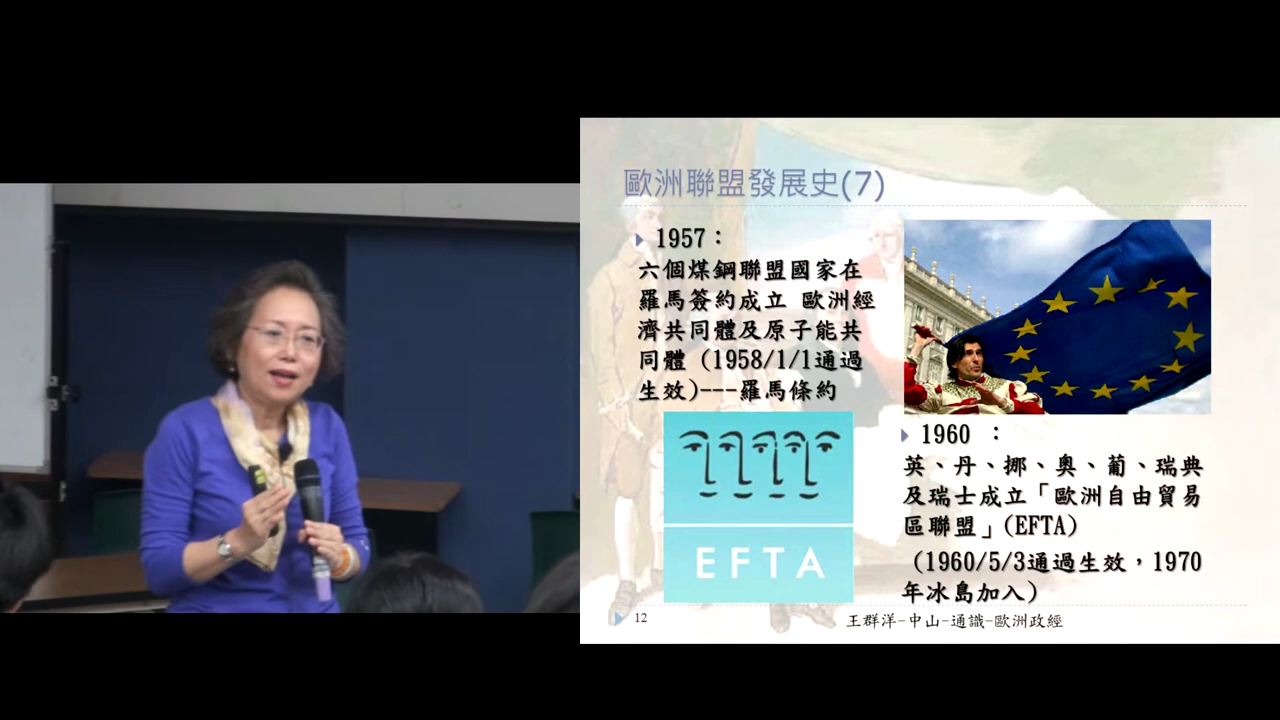 歐洲聯盟發展史(7)
1957：
六個煤鋼聯盟國家在
羅馬簽約成立 歐洲經
濟共同體及原子能共
同體 (1958/1/1通過
生效)---羅馬條約
EFTA
1960 ：
英、丹、挪、奧、葡、瑞典
及瑞士成立「歐洲自由貿易
區聯盟」(EFTA)
(1960/5/3通過生效，1970
年冰島加入)
12
王群洋-中山-通識-歐洲政經